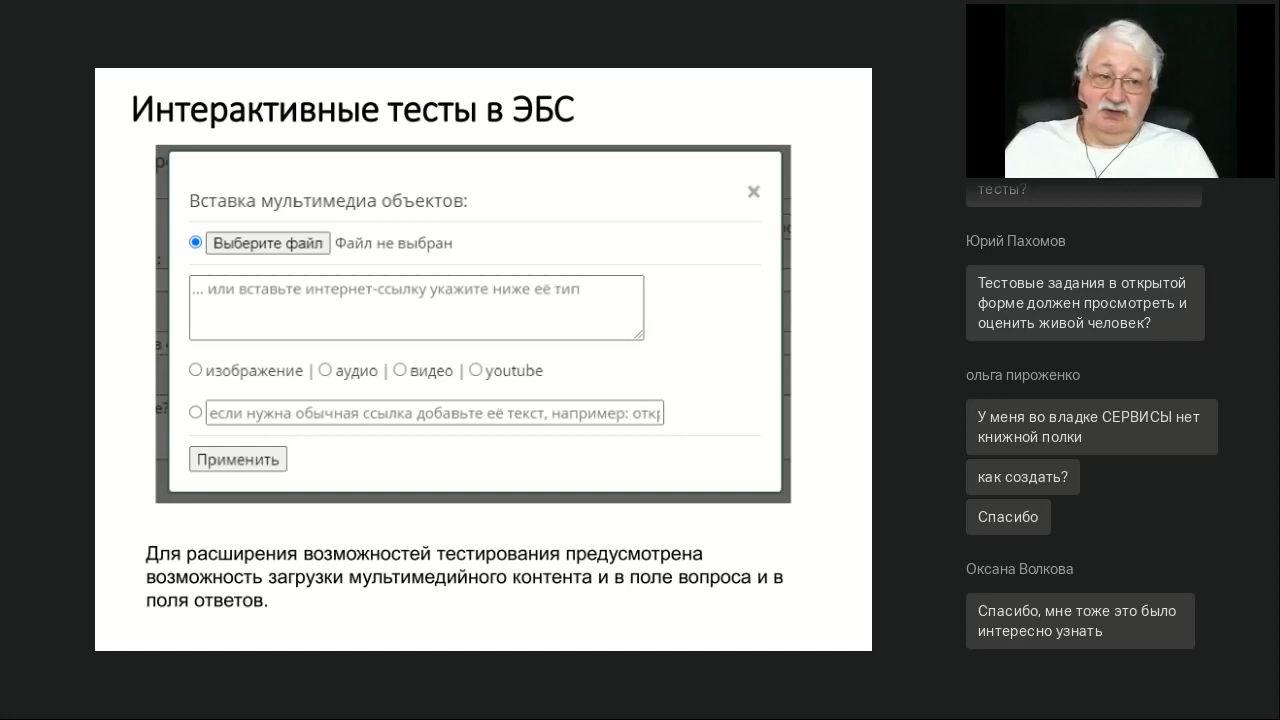 Интерактивные тесты в ЭБС
Вставка мультимедиа объектов:
×
Выберите файл Файл не выбран
... или вставьте интернет-ссылку укажите ниже её тип
изображение | аудио | видео | youtube
если нужна обычная ссылка добавьте её текст, например: откр
Применить
Для расширения возможностей тестирования предусмотрена
возможность загрузки мультимедийного контента и в поле вопроса и в
поля ответов.
тесты?
Юрий Пахомов
Тестовые задания в открытой
форме должен просмотреть и
оценить живой человек?
ольга пироженко
У меня во владке СЕРВИСЫ нет
книжной полки
как создать?
Спасибо
Оксана Волкова
Спасибо, мне тоже это было
интересно узнать